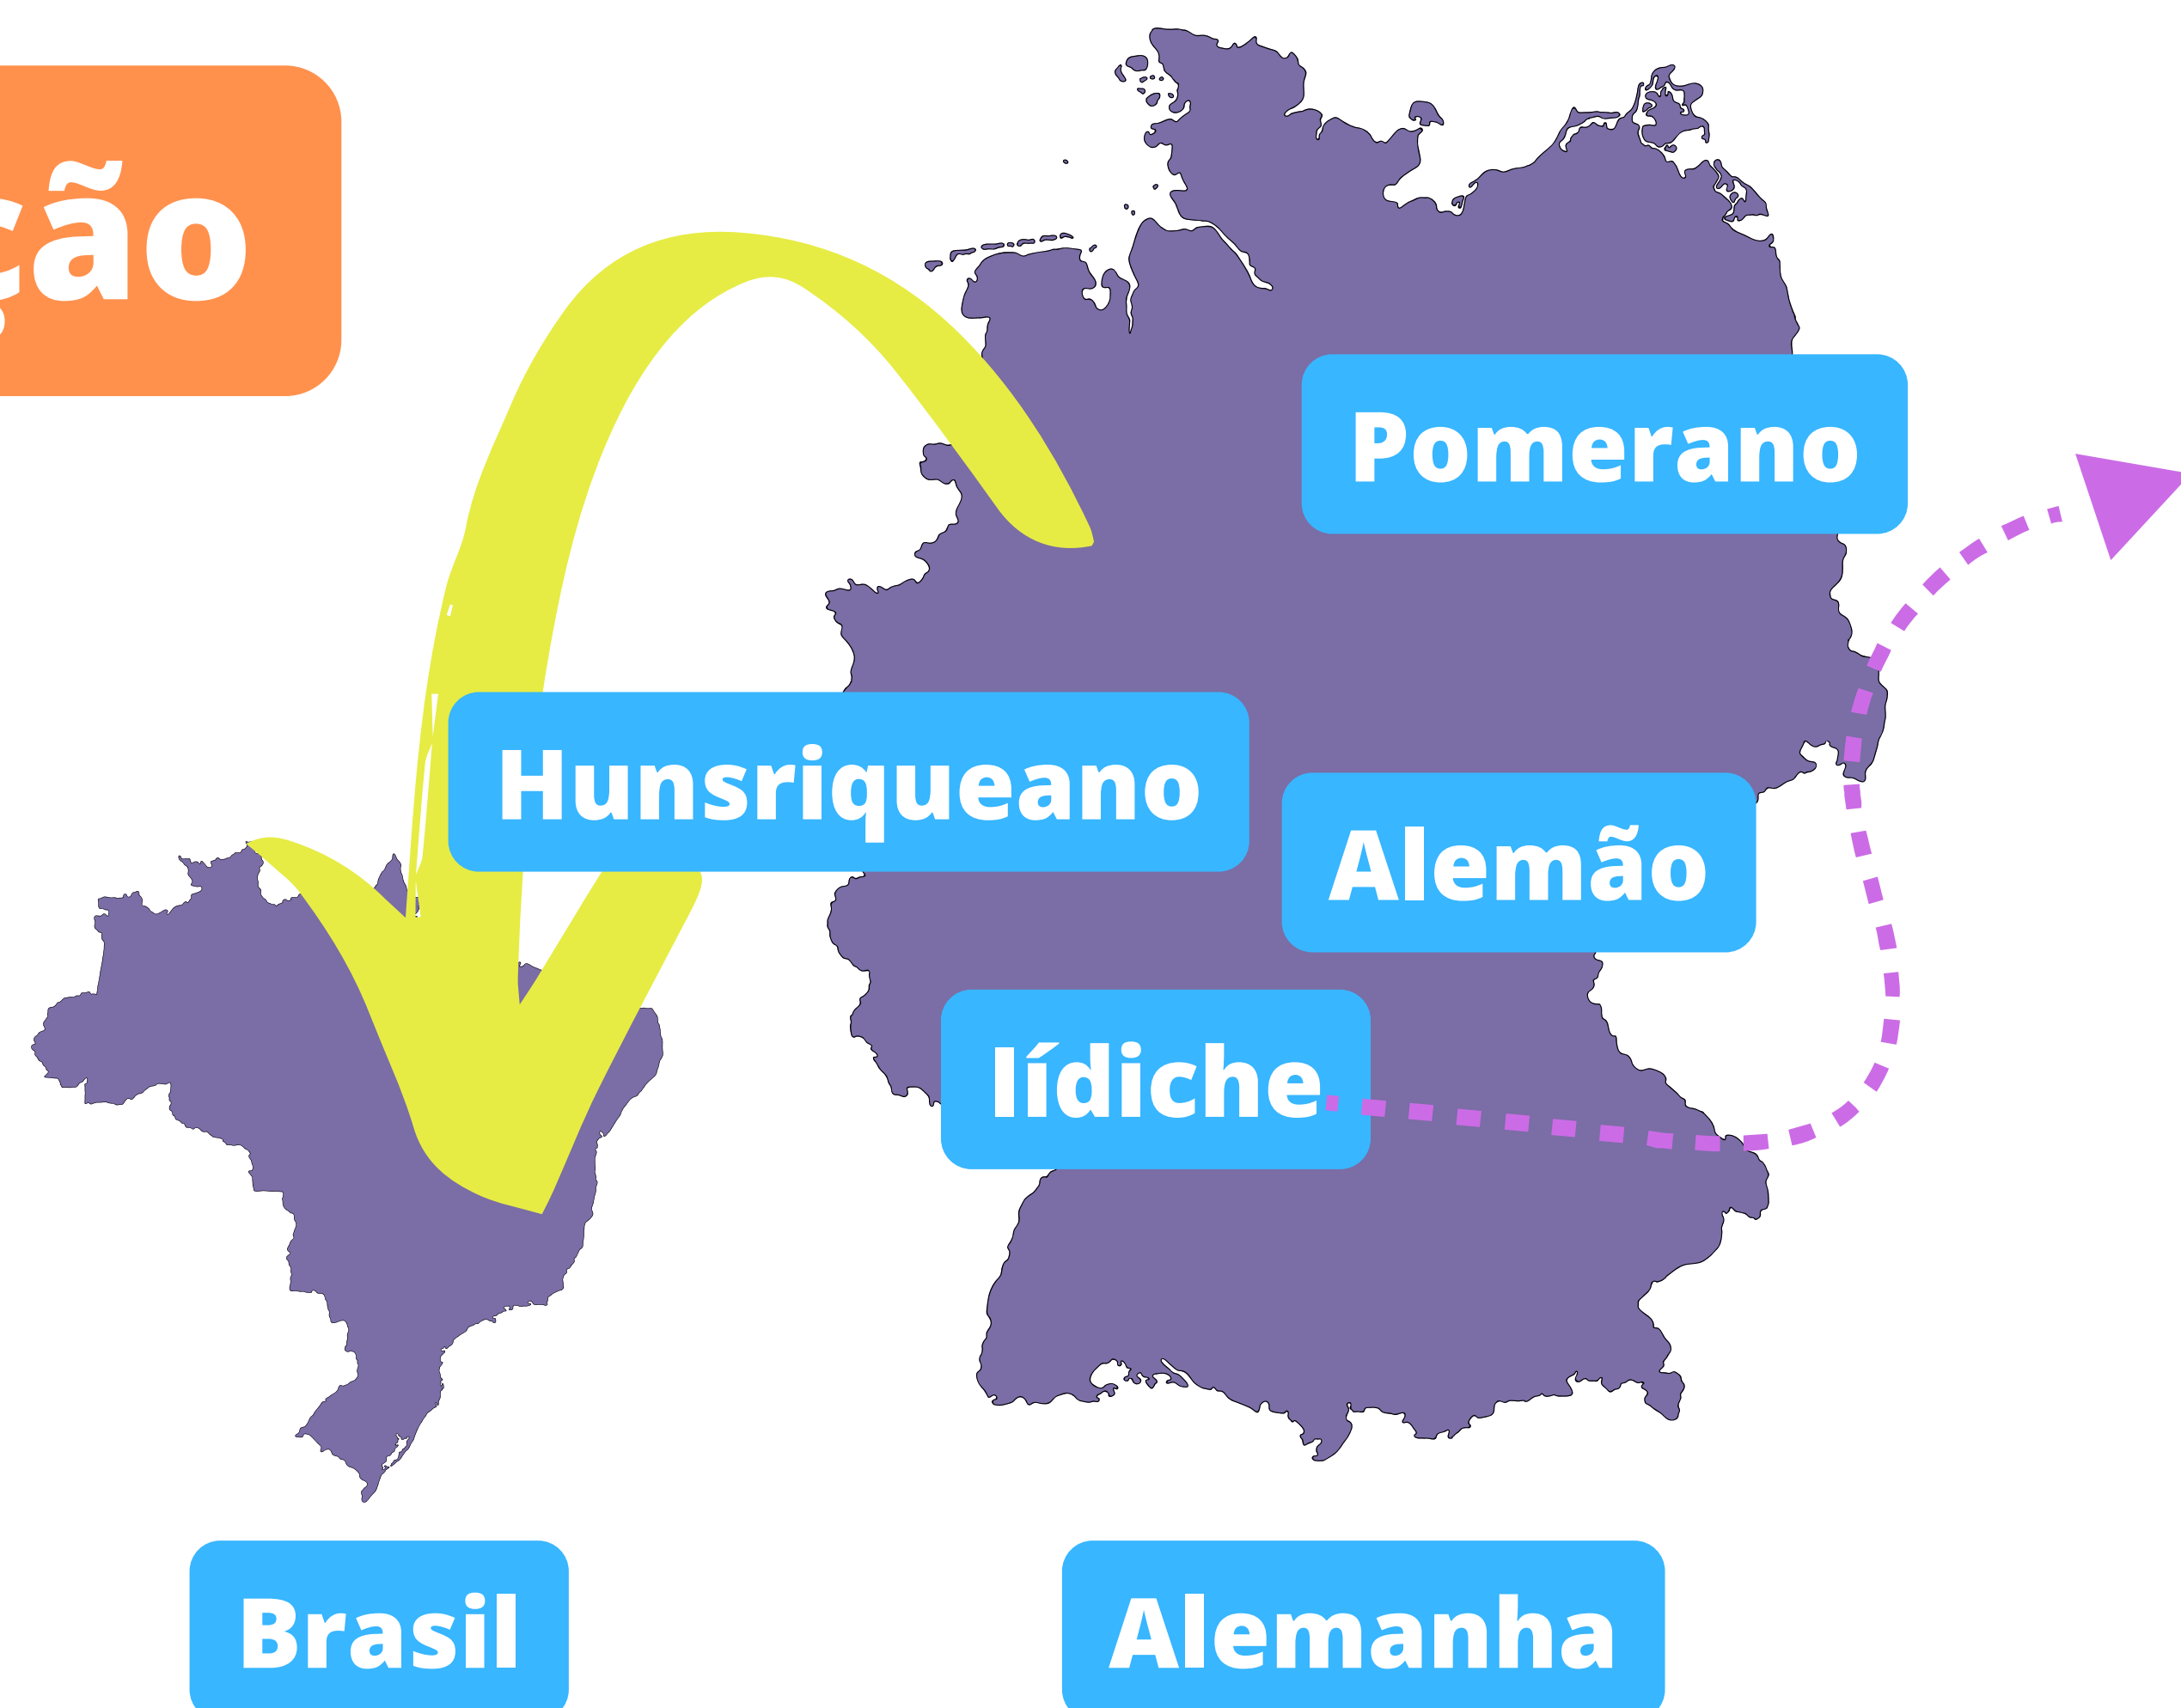 ção
Pomerano
Hunsriqueano
Alemão
Iídiche
Brasil
Alemanha